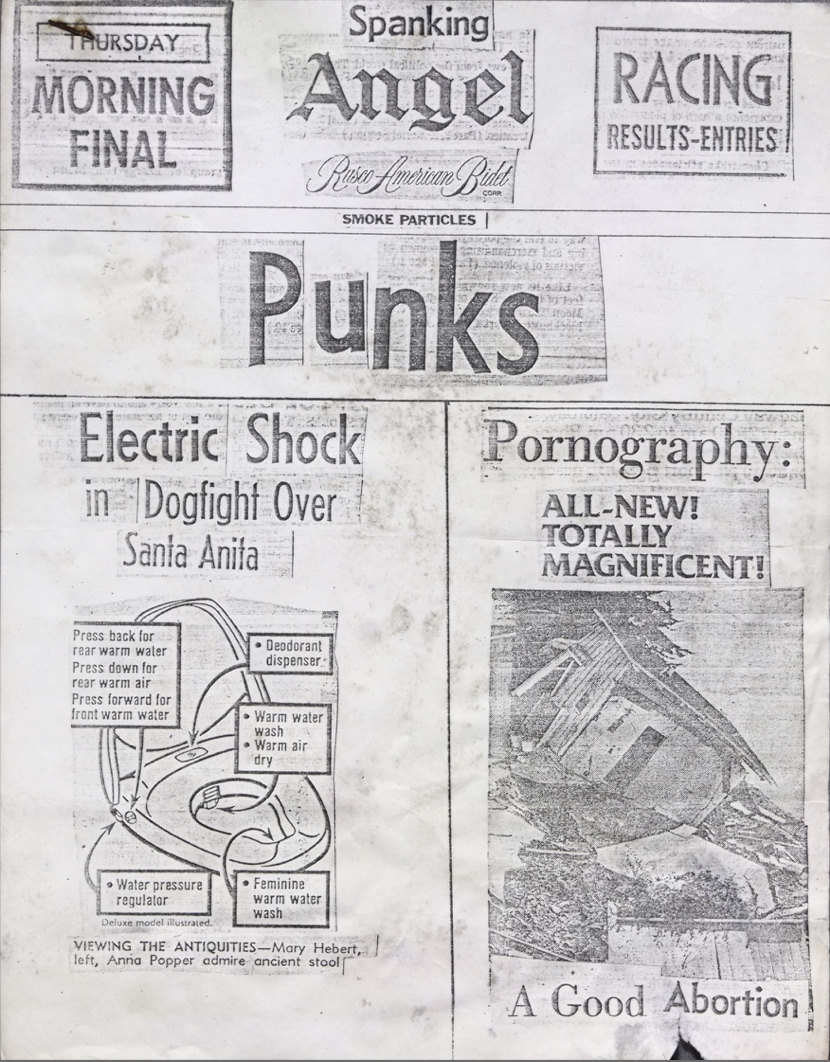 THURSDAY
MORNING
FINAL
Spanking
Angel
Rusco American Bidet
CORP.
RACING
RESULTS-ENTRIES
SMOKE PARTICLES
Punks
Electric Shock
in Dogfight Over
Santa Anita
Press back for
rear warm water
Press down for
rear warm air
Press forward for
front warm water
• Deodorant
dispenser.
• Warm water
wash
• Warm air
dry
• Water pressure
regulator
• Feminine
warm water
wash
Deluxe model illustrated.
VIEWING THE ANTIQUITIES—Mary Hebert,
left, Anna Popper admire ancient stool
Pornography:
ALL-NEW!
TOTALLY
MAGNIFICENT!
A Good Abortion